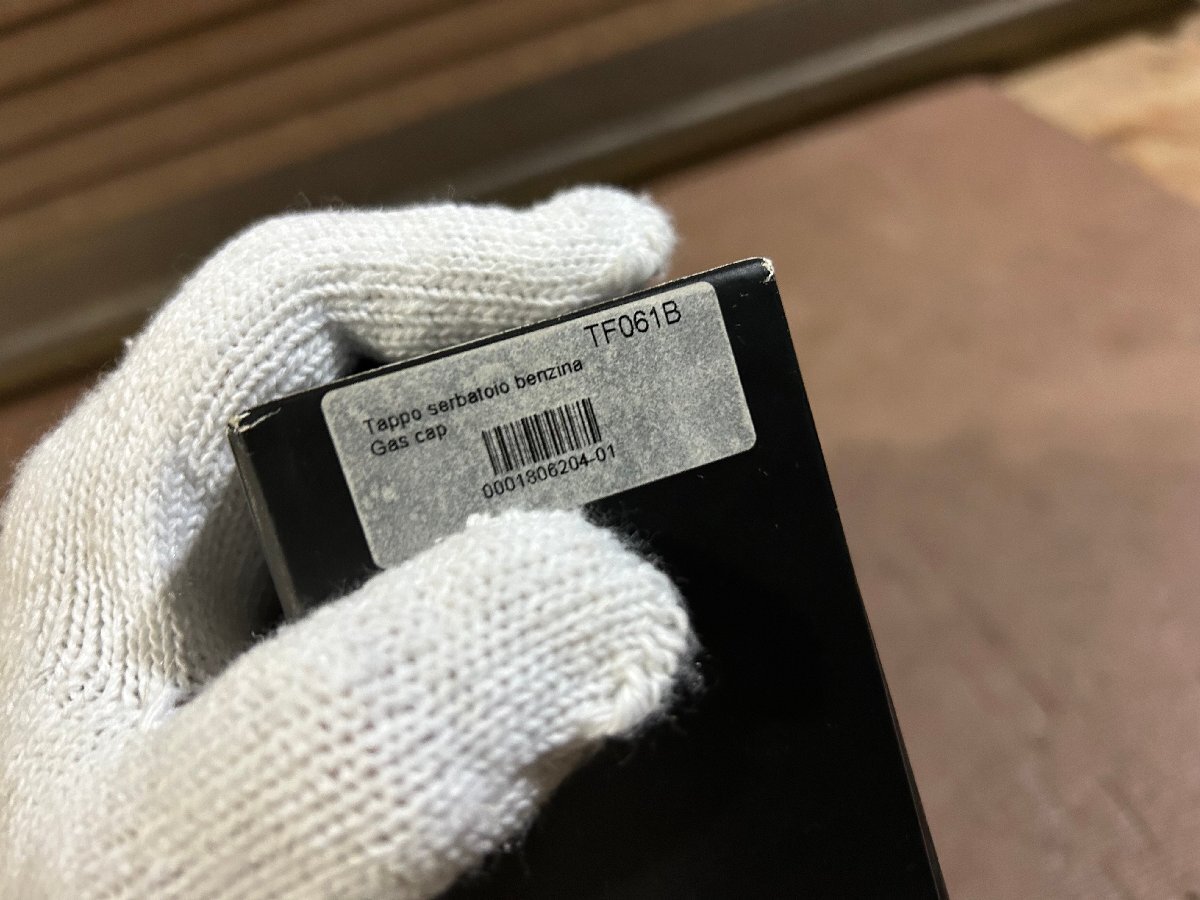 TF061B
Tappo serbatoio benzina
Gas cap
0001806204-01